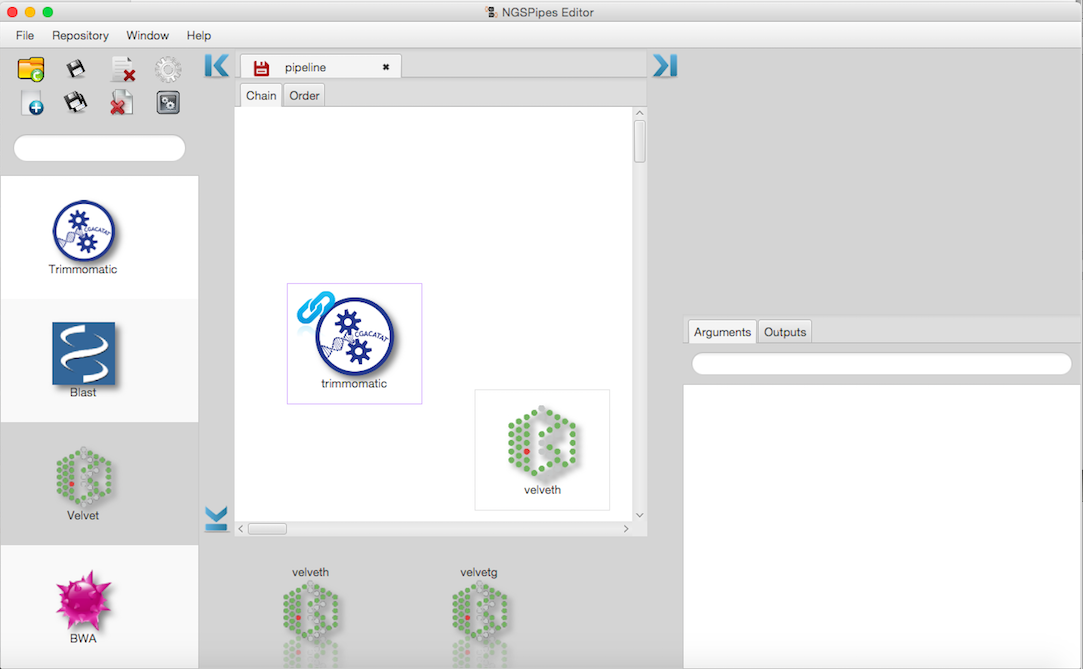 NGSPipes Editor
File Repository Window Help
pipeline
Chain Order
Trimmomatic
Blast
Velvet
BWA
CGACATAT
CGACATAT
trimmomatic
velveth
velveth velvetg
Arguments Outputs